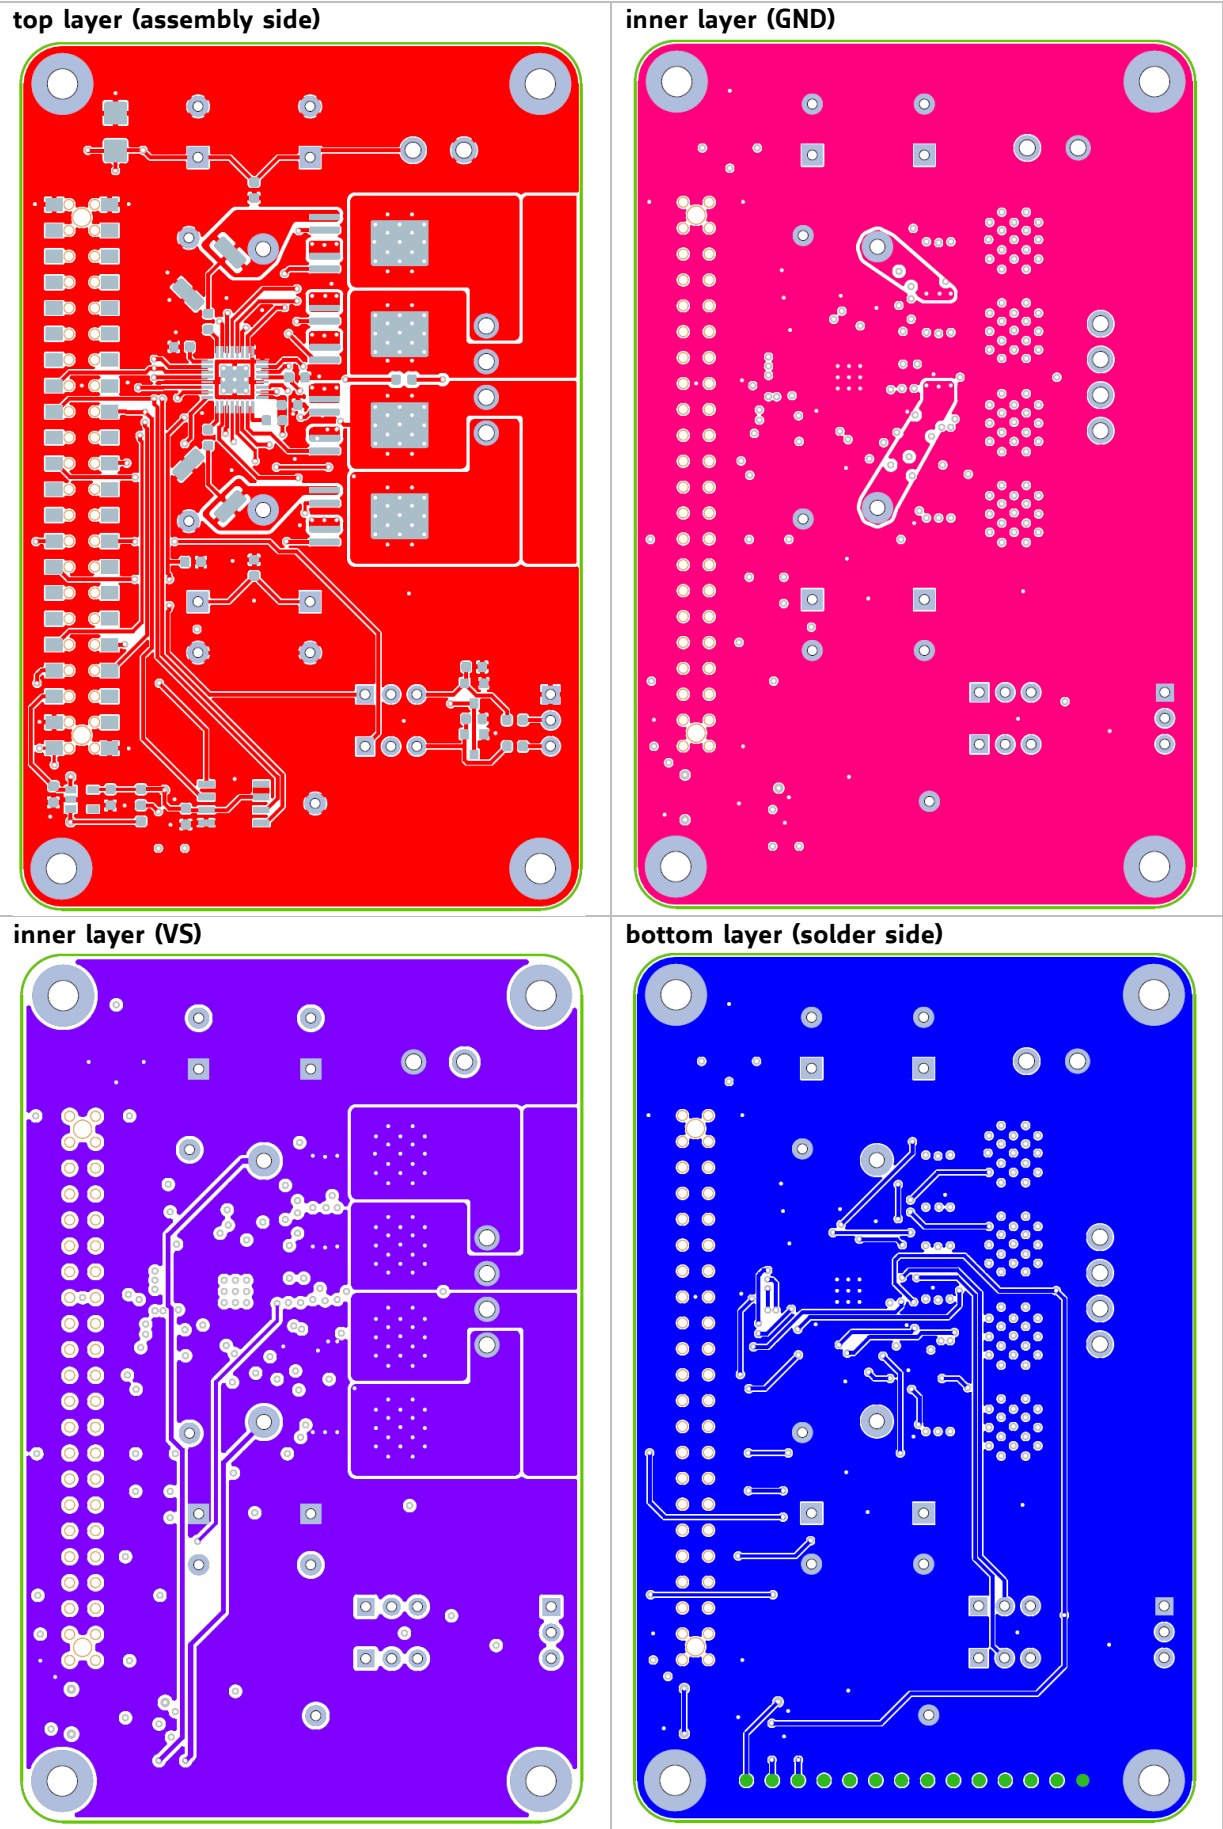 top layer (assembly side)
inner layer (GND)
inner layer (VS)
bottom layer (solder side)